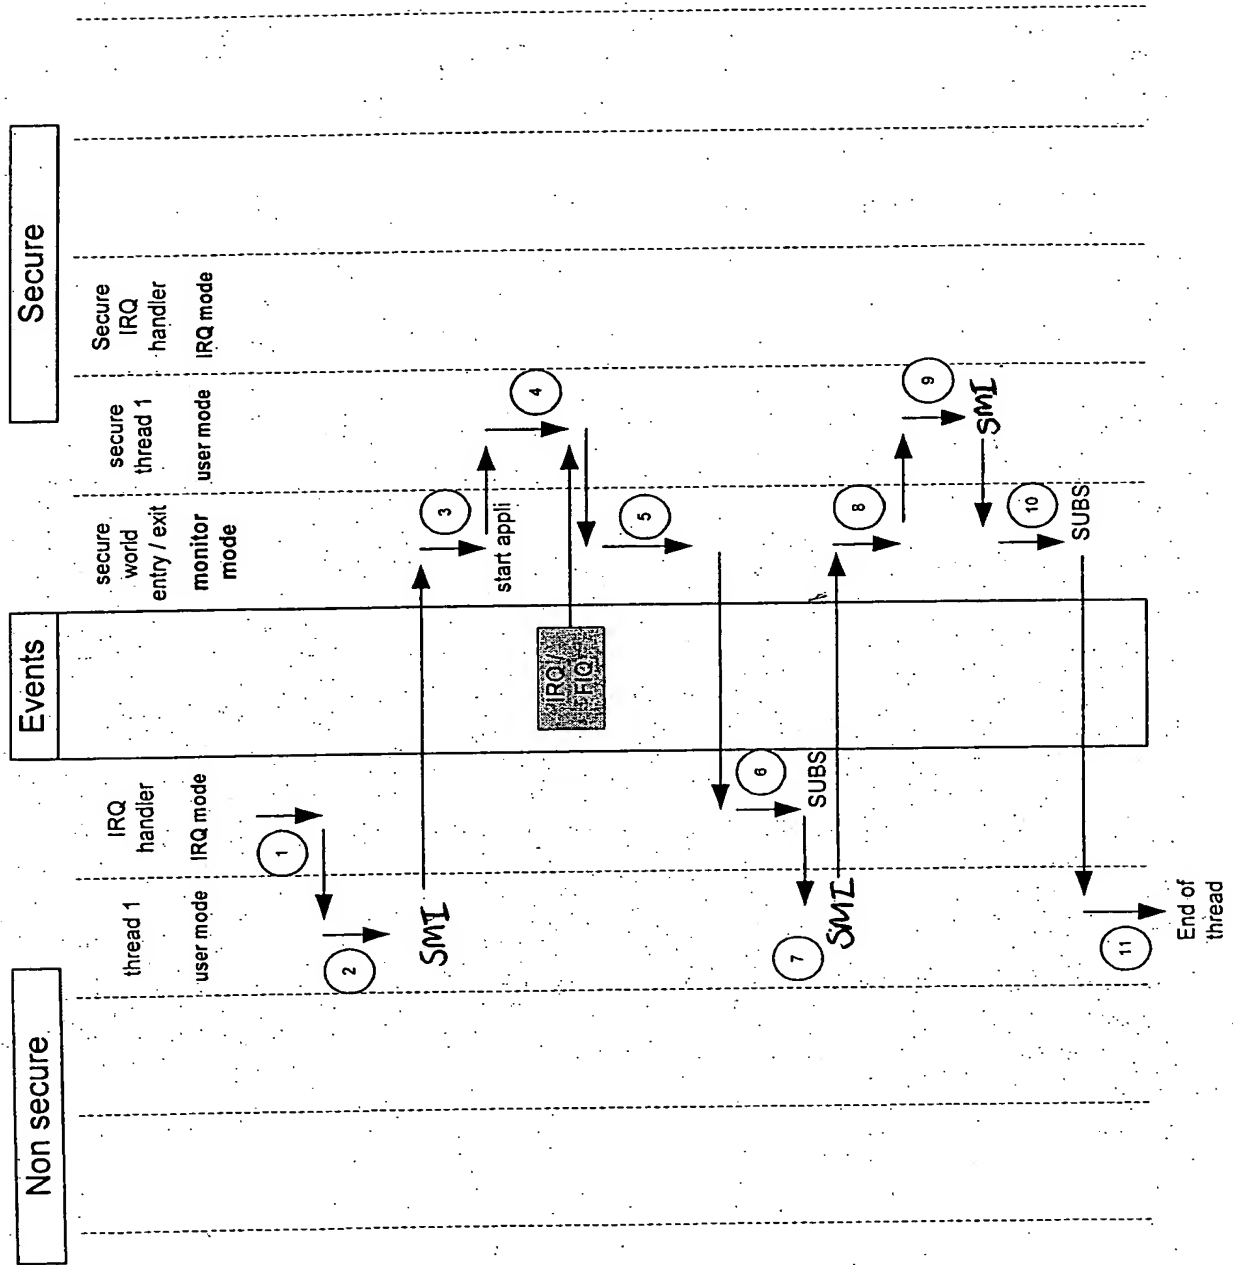 Non secure
Events
Secure
thread 1
user mode
IRQ
handler
IRQ mode
secure
world
entry / exit
monitor
mode
secure
thread 1
user mode
Secure
IRQ
handler
IRQ mode
1
2
SMI
3
start appli
4
IRQ/
FIQ
5
6
SUBS
7
SMI
8
9
SMI
10
SUBS
11
End of
thread